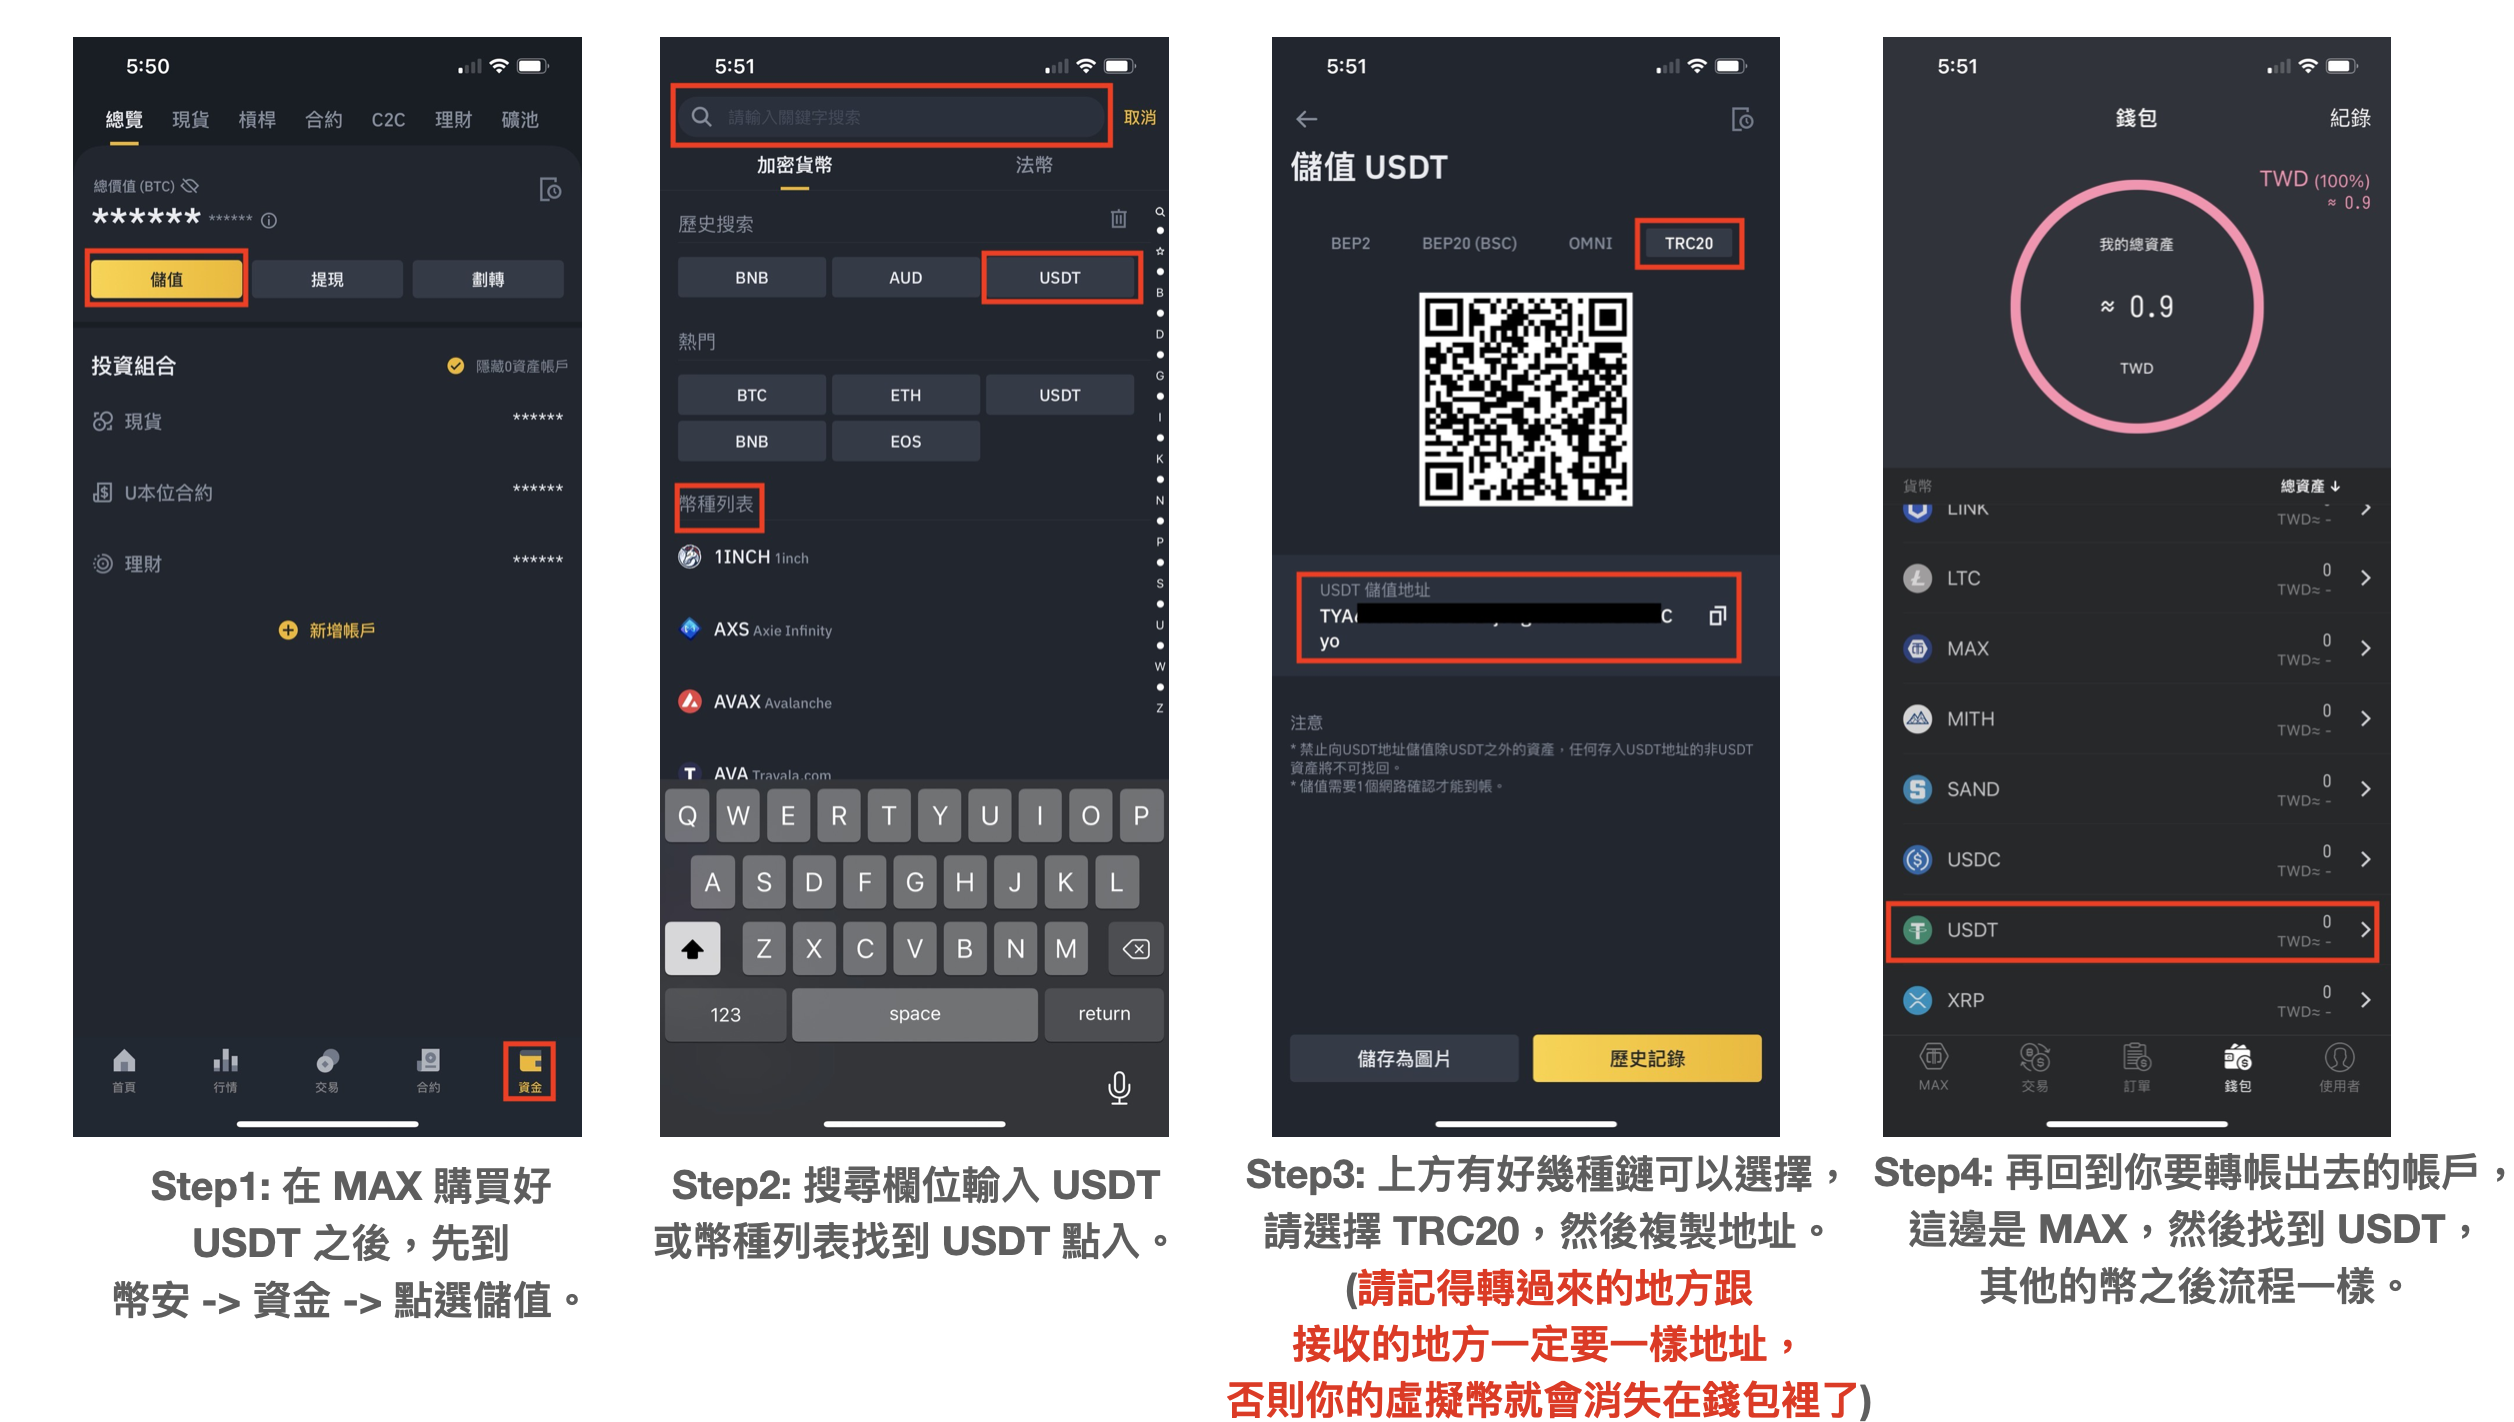 5:50
總覽 現貨 槓桿 合約 C2C 理財 礦池
總價值 (BTC)
****** ******
儲值 提現 劃轉
投資組合 隱藏0資產帳戶
現貨 ******
U本位合約 ******
理財 ******
新增帳戶
首頁 行情 交易 合約 資金
Step1: 在 MAX 購買好
USDT 之後，先到
幣安 -> 資金 -> 點選儲值。
5:51
請輸入關鍵字搜索 取消
加密貨幣 法幣
歷史搜索
BNB AUD USDT
熱門
BTC ETH USDT
BNB EOS
幣種列表
1INCH 1inch
AXS Axie Infinity
AVAX Avalanche
AVA Travala.com
B
D
G
I
K
N
P
S
U
W
Z
Q W E R T Y U I O P
A S D F G H J K L
Z X C V B N M
123 space return
Step2: 搜尋欄位輸入 USDT
或幣種列表找到 USDT 點入。
5:51
儲值 USDT
BEP2 BEP20 (BSC) OMNI TRC20
USDT 儲值地址
TYA C
yo
注意
* 禁止向USDT地址儲值除USDT之外的資產，任何存入USDT地址的非USDT
資產將不可找回。
* 儲值需要1個網路確認才能到帳。
儲存為圖片 歷史記錄
Step3: 上方有好幾種鏈可以選擇，
請選擇 TRC20，然後複製地址。
(請記得轉過來的地方跟
接收的地方一定要一樣地址，
否則你的虛擬幣就會消失在錢包裡了)
5:51
錢包 紀錄
TWD (100%)
≈ 0.9
我的總資產
≈ 0.9
TWD
貨幣 總資產 ↓
LINK -
TWD≈ -
LTC 0
TWD≈ -
MAX 0
TWD≈ -
MITH 0
TWD≈ -
SAND 0
TWD≈ -
USDC 0
TWD≈ -
USDT 0
TWD≈ -
XRP 0
TWD≈ -
MAX 交易 訂單 錢包 使用者
Step4: 再回到你要轉帳出去的帳戶，
這邊是 MAX，然後找到 USDT，
其他的幣之後流程一樣。